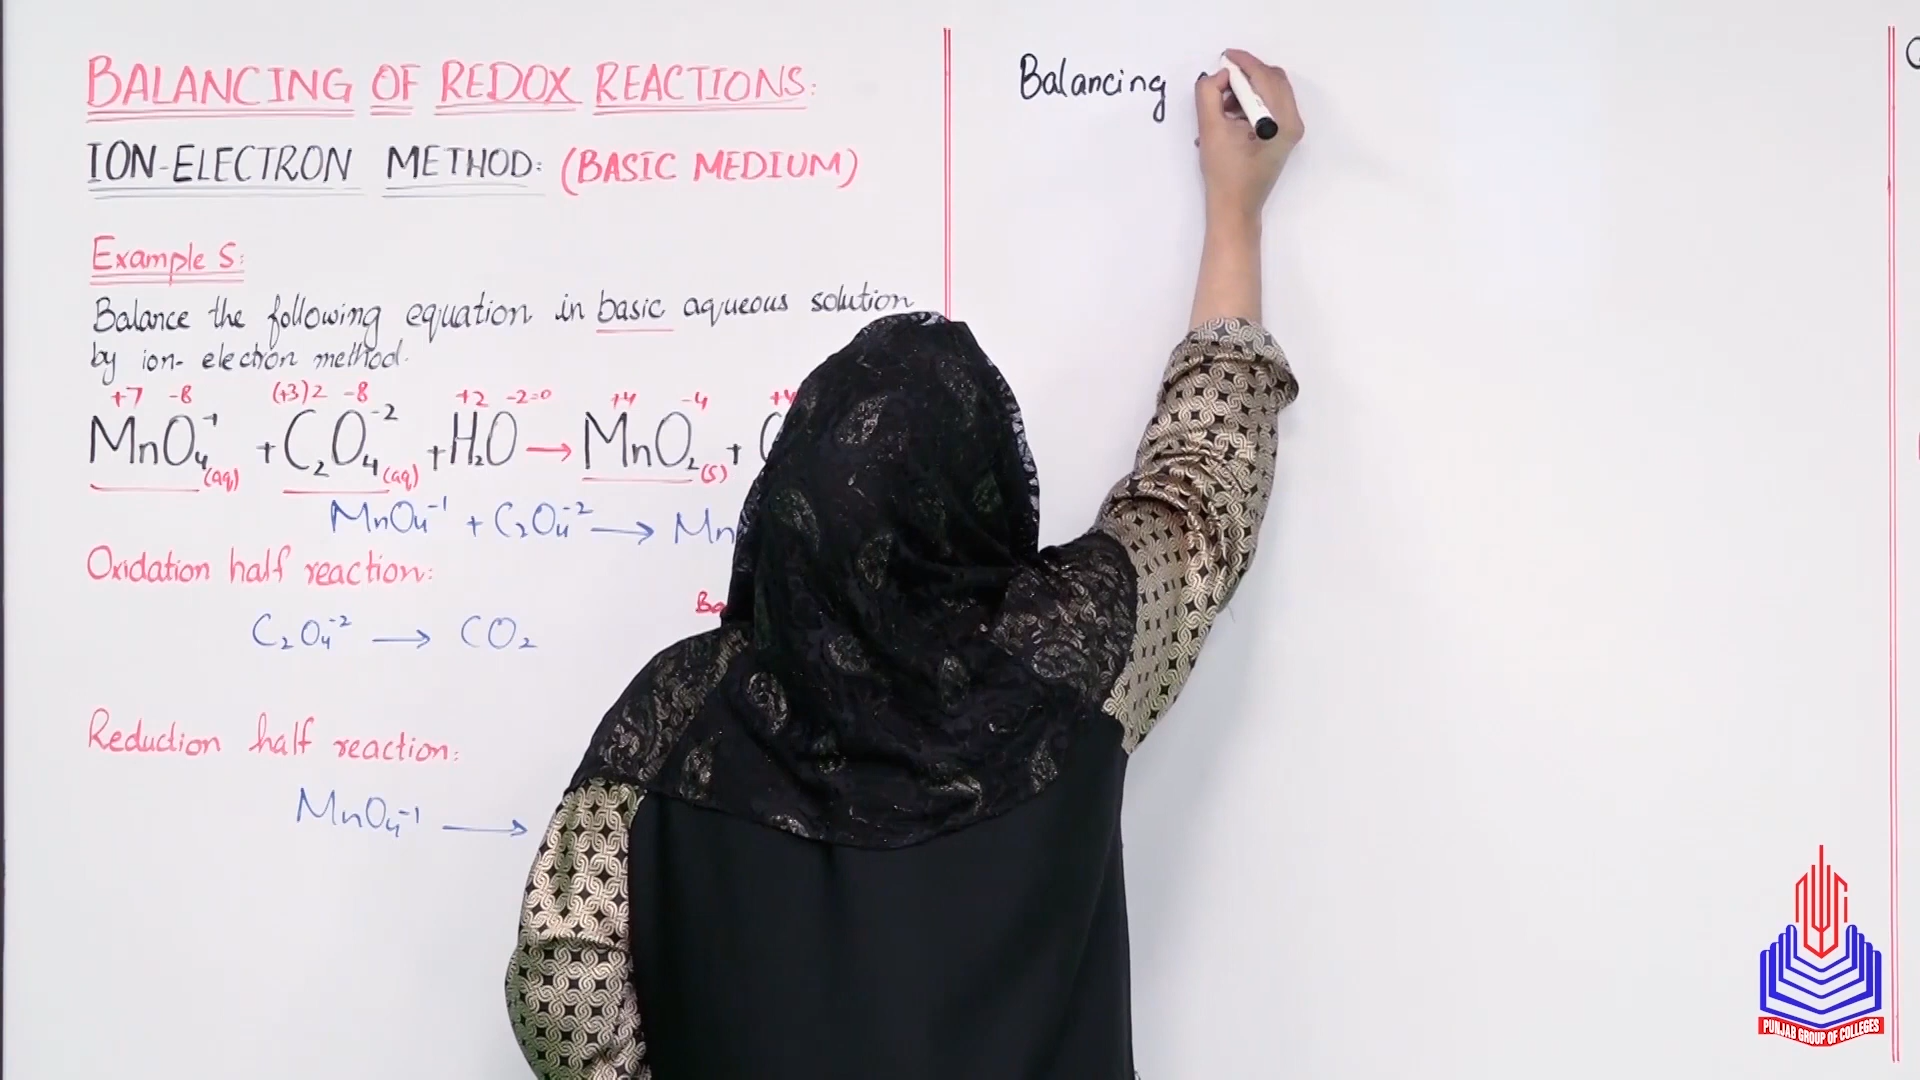 BALANCING OF REDOX REACTIONS:
ION-ELECTRON METHOD: (BASIC MEDIUM)
Example 5:
Balance the following equation in basic aqueous solution
by ion-electron method.
+7 -8 (+3)2 -8 +2 -2=0 +4 -4
MnO₄⁻¹(aq) + C₂O₄⁻²(aq) + H₂O → MnO₂(s) +
MnO₄⁻¹ + C₂O₄⁻² → Mn
Oxidation half reaction:
C₂O₄⁻² → CO₂
Reduction half reaction:
MnO₄⁻¹ →
Balancing
PUNJAB GROUP OF COLLEGES